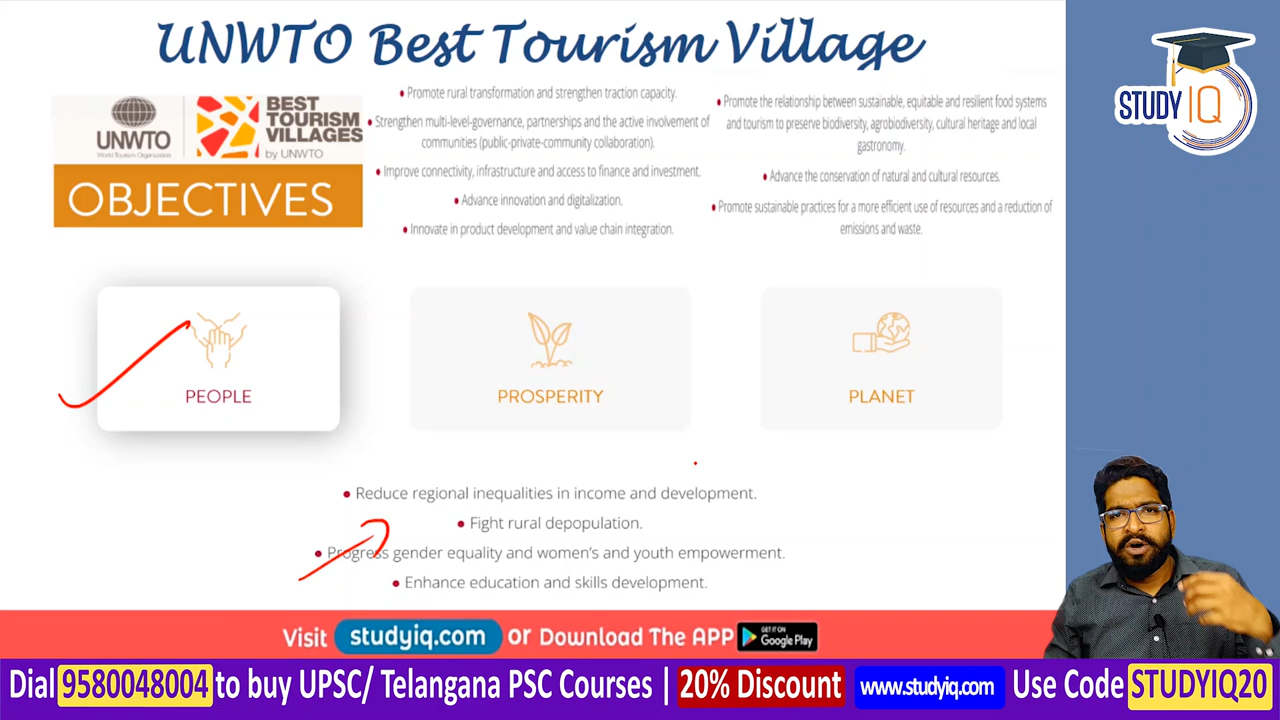 UNWTO Best Tourism Village
UNWTO
World Tourism Organization
BEST
TOURISM
VILLAGES
by UNWTO
OBJECTIVES
• Promote rural transformation and strengthen traction capacity.
• Strengthen multi-level-governance, partnerships and the active involvement of
communities (public-private-community collaboration).
• Improve connectivity, infrastructure and access to finance and investment.
• Advance innovation and digitalization.
• Innovate in product development and value chain integration.
• Promote the relationship between sustainable, equitable and resilient food systems
and tourism to preserve biodiversity, agrobiodiversity, cultural heritage and local
gastronomy.
• Advance the conservation of natural and cultural resources.
• Promote sustainable practices for a more efficient use of resources and a reduction of
emissions and waste.
STUDY IQ
PEOPLE
PROSPERITY
PLANET
• Reduce regional inequalities in income and development.
• Fight rural depopulation.
• Progress gender equality and women's and youth empowerment.
• Enhance education and skills development.
Visit studyiq.com or Download The APP GET IT ON Google Play
Dial 9580048004 to buy UPSC/ Telangana PSC Courses | 20% Discount www.studyiq.com Use Code STUDYIQ20